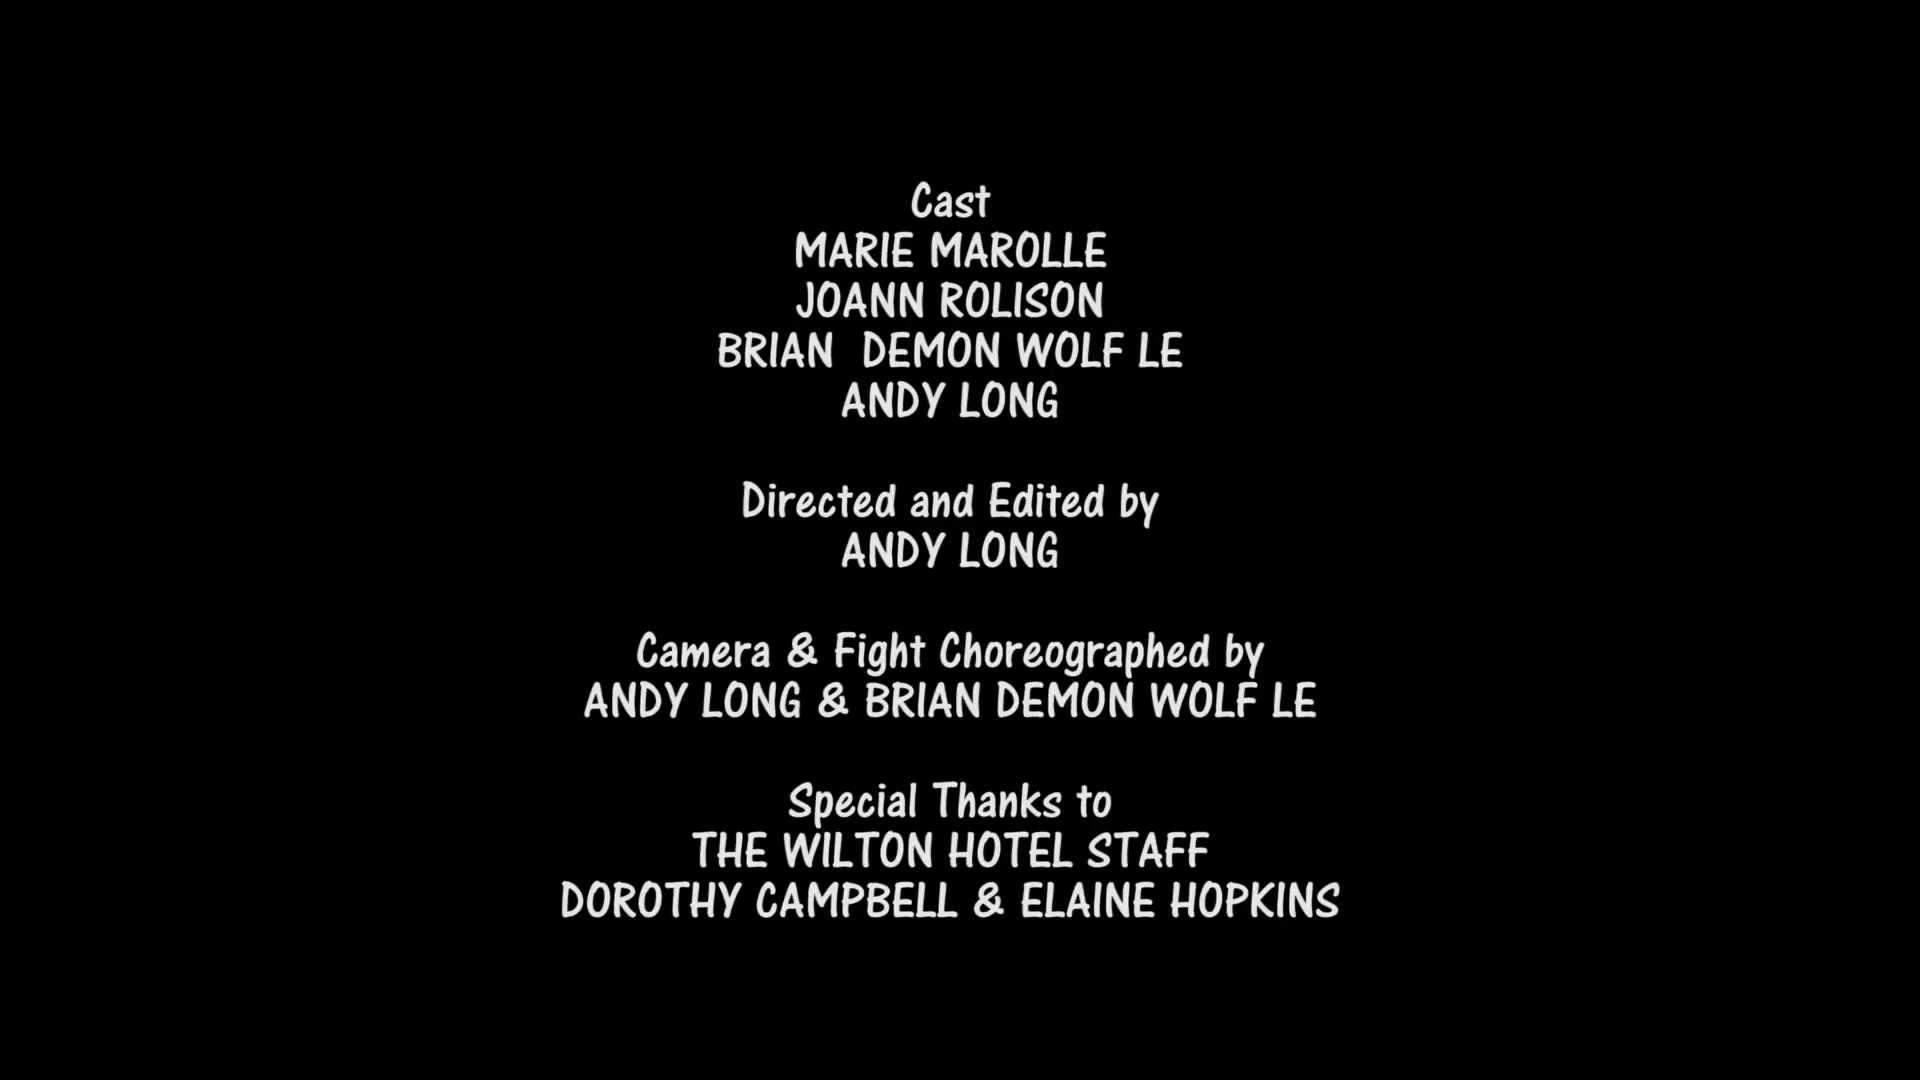 Cast
MARIE MAROLLE
JOANN ROLISON
BRIAN  DEMON WOLF LE
ANDY LONG
Directed and Edited by
ANDY LONG
Camera & Fight Choreographed by
ANDY LONG & BRIAN DEMON WOLF LE
Special Thanks to
THE WILTON HOTEL STAFF
DOROTHY CAMPBELL & ELAINE HOPKINS